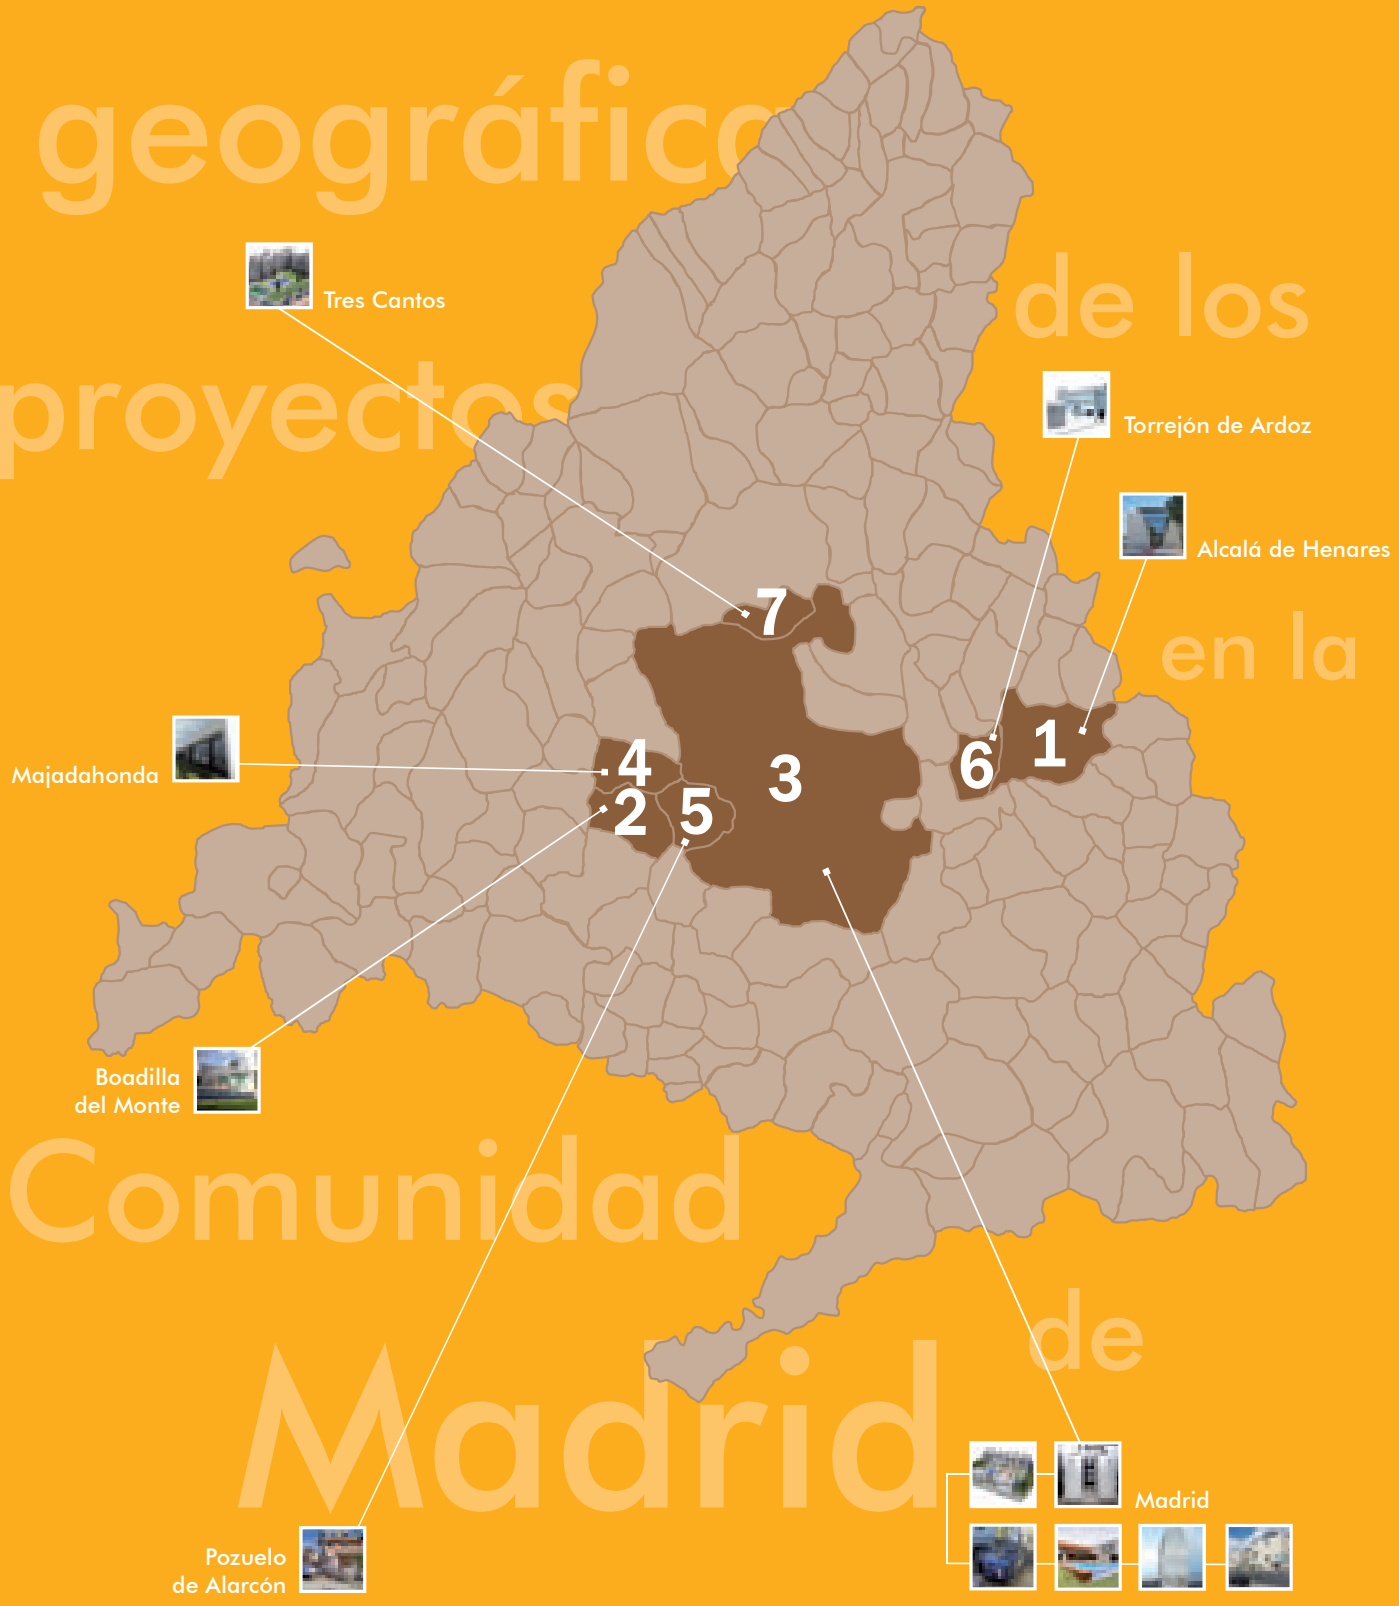 geográfica
de los
proyectos
en la
Comunidad
de
Madrid
Tres Cantos
Torrejón de Ardoz
Alcalá de Henares
Majadahonda
Boadilla
del Monte
Pozuelo
de Alarcón
Madrid
7
4
2
5
3
6
1